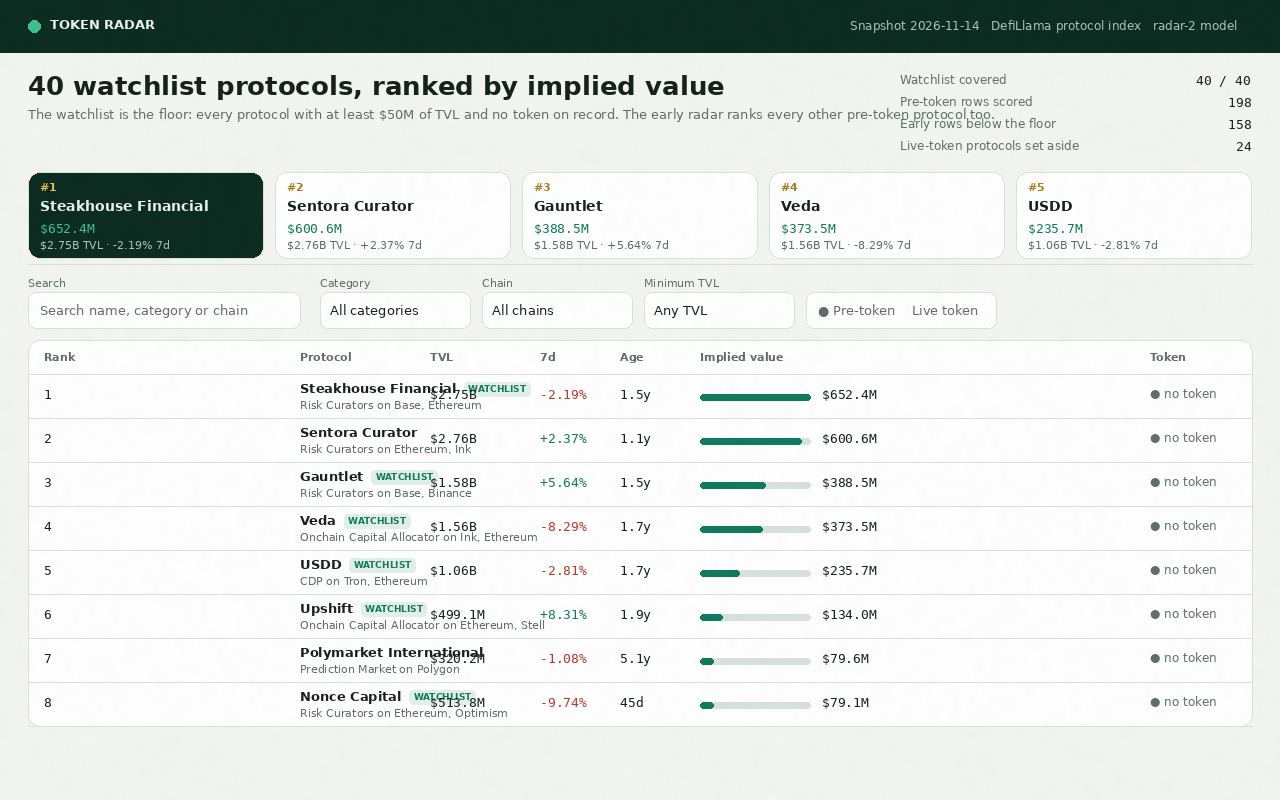 TOKEN RADAR
Snapshot 2026-11-14 DefiLlama protocol index radar-2 model
40 watchlist protocols, ranked by implied value
The watchlist is the floor: every protocol with at least $50M of TVL and no token on record. The early radar ranks every other pre-token protocol too.
Watchlist covered 40 / 40
Pre-token rows scored 198
Early rows below the floor 158
Live-token protocols set aside 24
#1
Steakhouse Financial
$652.4M
$2.75B TVL · -2.19% 7d
#2
Sentora Curator
$600.6M
$2.76B TVL · +2.37% 7d
#3
Gauntlet
$388.5M
$1.58B TVL · +5.64% 7d
#4
Veda
$373.5M
$1.56B TVL · -8.29% 7d
#5
USDD
$235.7M
$1.06B TVL · -2.81% 7d
Search Category Chain Minimum TVL
Search name, category or chain All categories All chains Any TVL ● Pre-token Live token
Rank Protocol TVL 7d Age Implied value Token
1 Steakhouse Financial WATCHLIST $2.75B -2.19% 1.5y $652.4M ● no token
Risk Curators on Base, Ethereum
2 Sentora Curator $2.76B +2.37% 1.1y $600.6M ● no token
Risk Curators on Ethereum, Ink
3 Gauntlet WATCHLIST $1.58B +5.64% 1.5y $388.5M ● no token
Risk Curators on Base, Binance
4 Veda WATCHLIST $1.56B -8.29% 1.7y $373.5M ● no token
Onchain Capital Allocator on Ink, Ethereum
5 USDD WATCHLIST $1.06B -2.81% 1.7y $235.7M ● no token
CDP on Tron, Ethereum
6 Upshift WATCHLIST $499.1M +8.31% 1.9y $134.0M ● no token
Onchain Capital Allocator on Ethereum, Stell
7 Polymarket International $320.2M -1.08% 5.1y $79.6M ● no token
Prediction Market on Polygon
8 Nonce Capital WATCHLIST $513.8M -9.74% 45d $79.1M ● no token
Risk Curators on Ethereum, Optimism